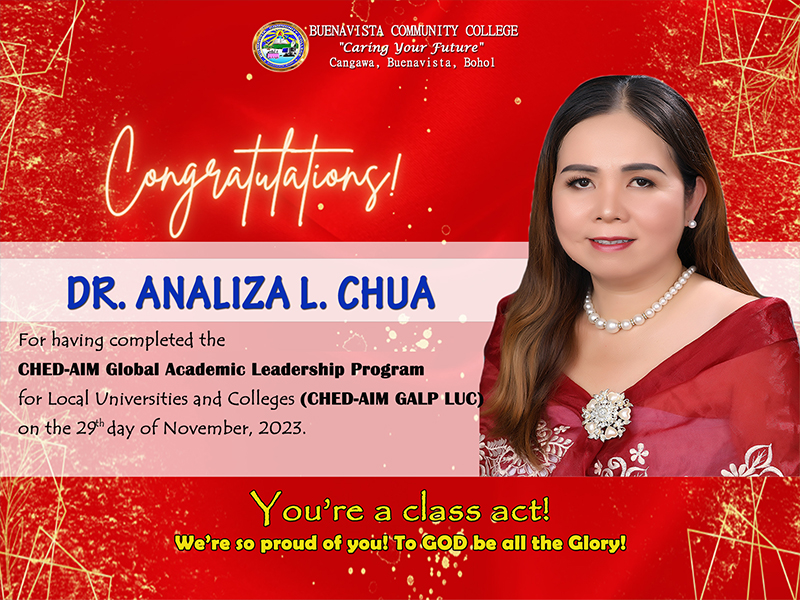 BUENAVISTA COMMUNITY COLLEGE
"Caring Your Future"
Cangawa, Buenavista, Bohol
Congratulations!
DR. ANALIZA L. CHUA
For having completed the
CHED-AIM Global Academic Leadership Program
for Local Universities and Colleges (CHED-AIM GALP LUC)
on the 29th day of November, 2023.
You're a class act!
We're so proud of you! To GOD be all the Glory!